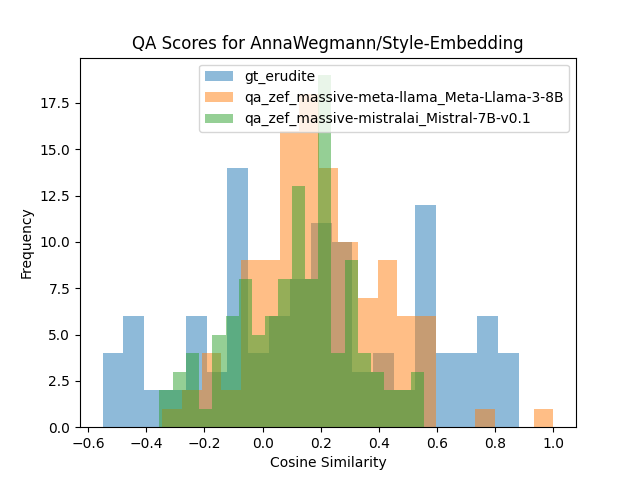 QA Scores for AnnaWegmann/Style-Embedding
gt_erudite
qa_zef_massive-meta-llama_Meta-Llama-3-8B
qa_zef_massive-mistralai_Mistral-7B-v0.1
Frequency
17.5
15.0
12.5
10.0
7.5
5.0
2.5
0.0
−0.6 −0.4 −0.2 0.0 0.2 0.4 0.6 0.8 1.0
Cosine Similarity